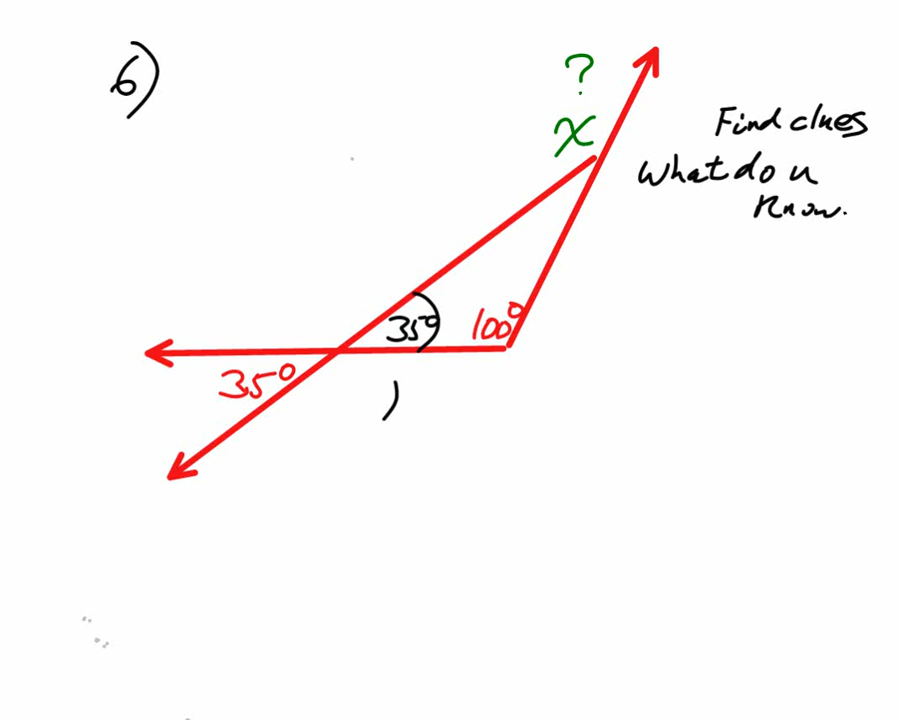 6)
?
x
Find clues
What do u
Know.
35°
100°
35°
)